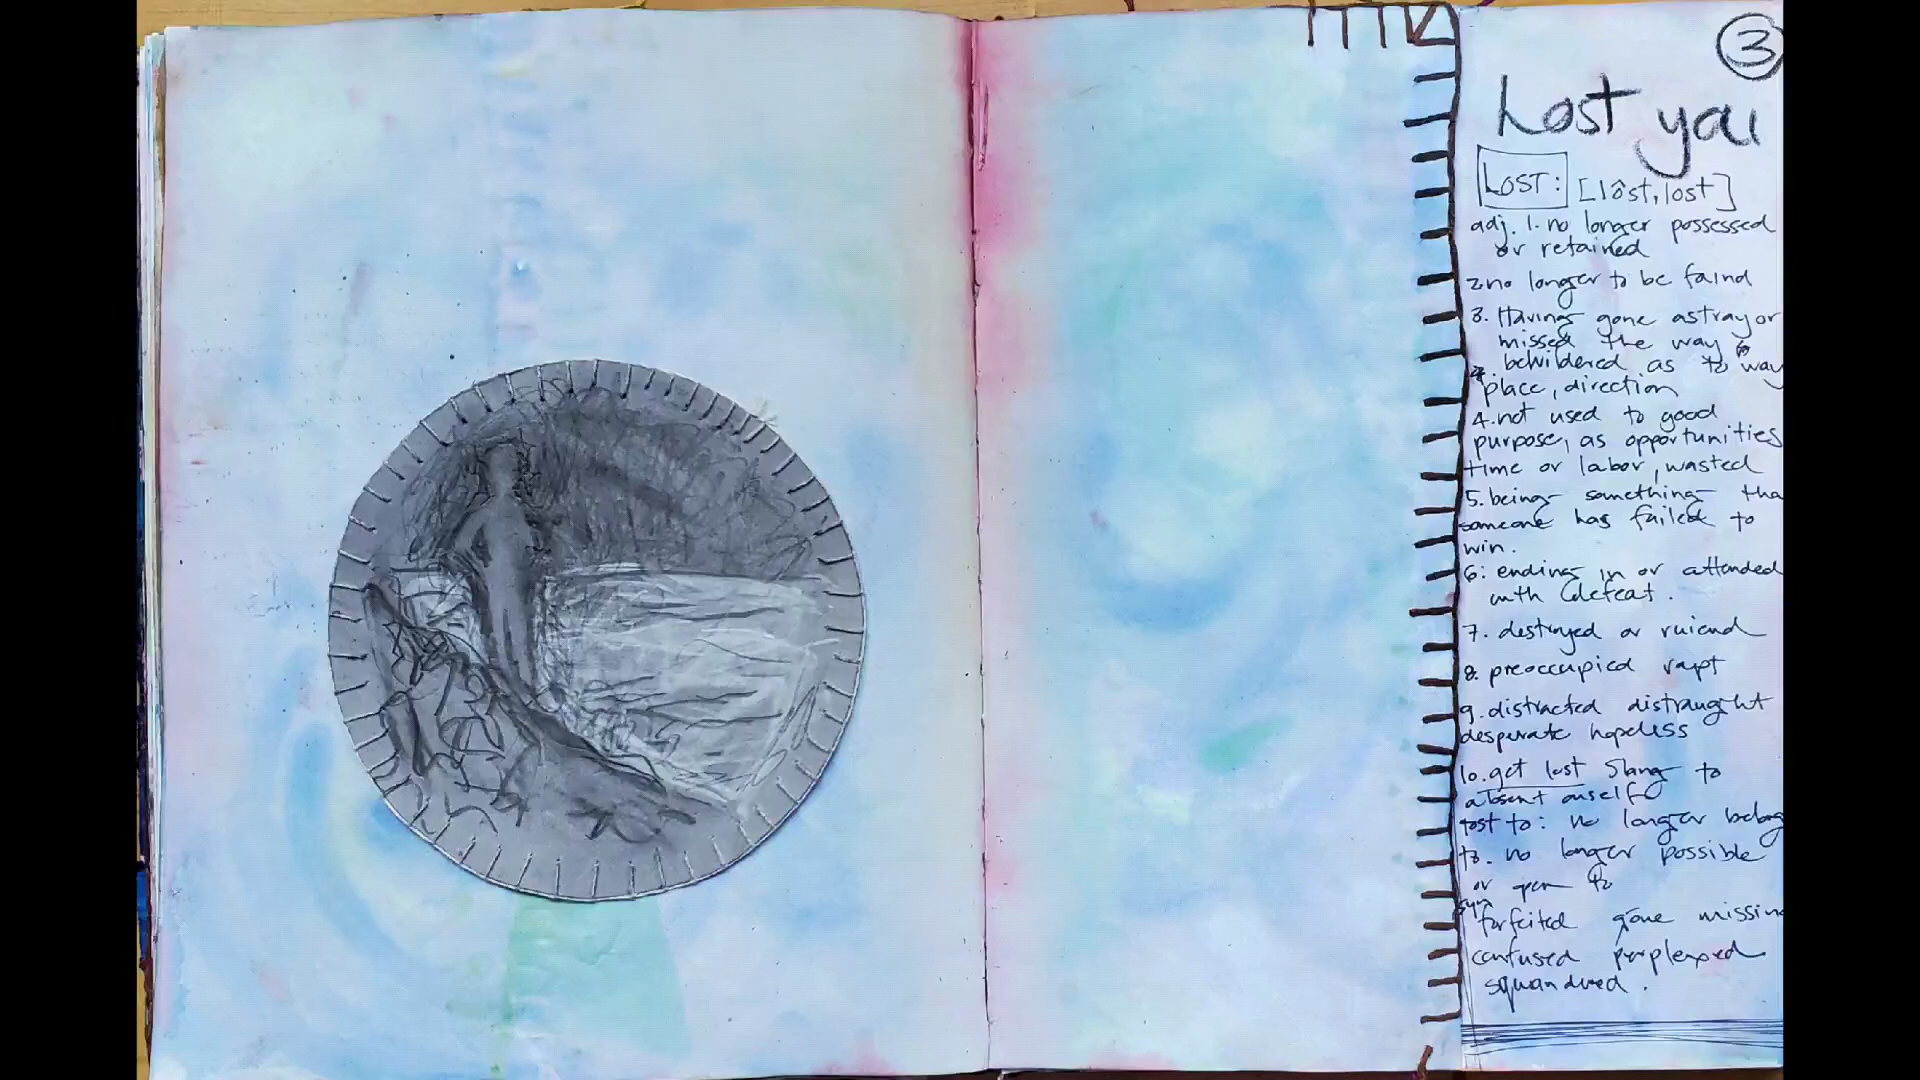 3
Lost you
LOST: [lôst, lost]
adj. 1. no longer possessed
or retained
2. no longer to be found
3. Having gone astray or
missed the way
bewildered as to way
place, direction
4. not used to good
purpose, as opportunities
time or labor, wasted
5. being something tha
someone has failed to
win.
6. ending in or attended
with defeat.
7. destroyed or ruiend
8. preoccupied rapt
9. distracted distraught
desperate hopeless
10. get lost Slang to
absent onself
lost to: no longer belong
to. no longer possible
or open to
syn
forfeited gone missing
confused perplexed
squandered.